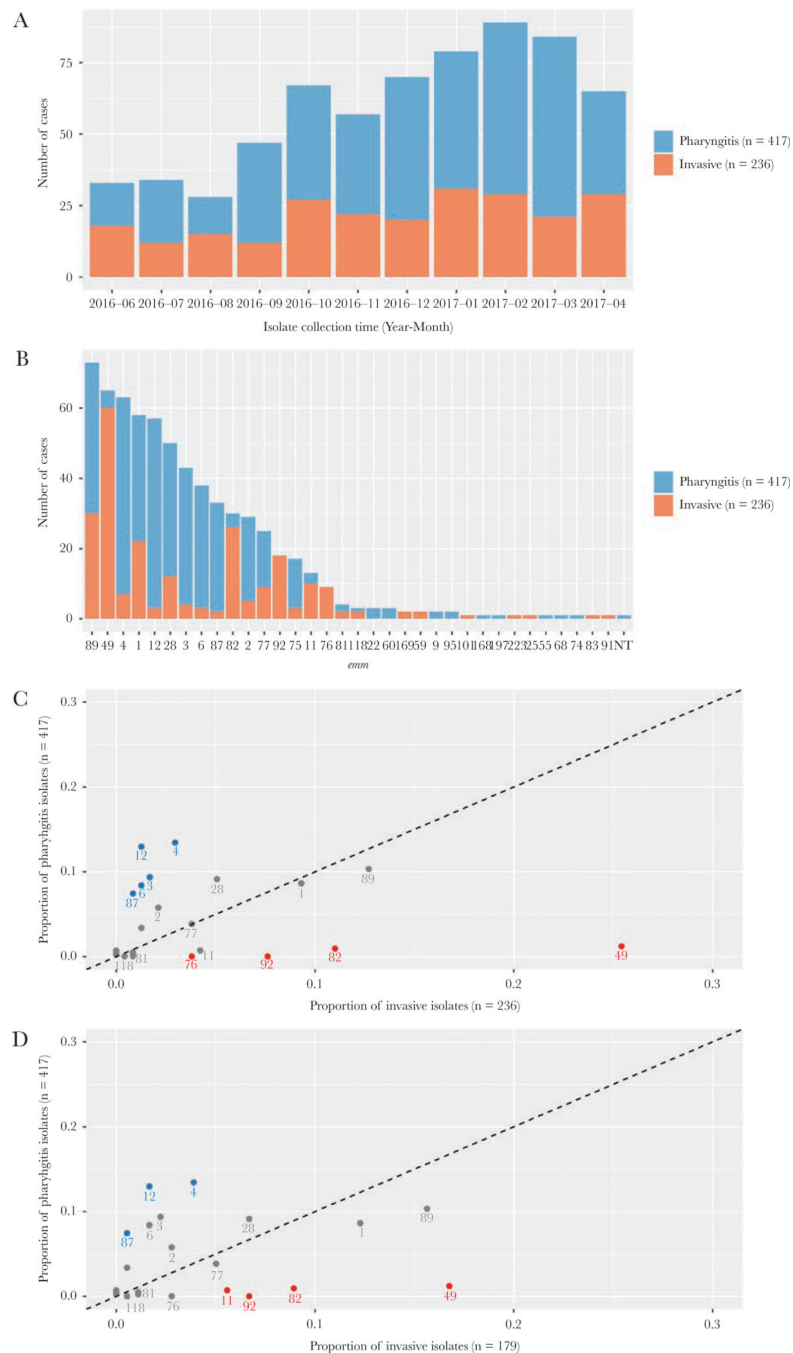 A
Number of cases
75
50
25
0
2016–06 2016–07 2016–08 2016–09 2016–10 2016–11 2016–12 2017–01 2017–02 2017–03 2017–04
Isolate collection time (Year-Month)
Pharyngitis (n = 417)
Invasive (n = 236)
B
Number of cases
60
40
20
0
89 49 4 1 12 28 3 6 87 82 2 77 92 75 11 76 81 118 22 60 169 59 9 95 101 168 197 223 255 5 68 74 83 91 NT
emm
Pharyngitis (n = 417)
Invasive (n = 236)
C
Proportion of pharyhgitis isolates (n = 417)
0.3
0.2
0.1
0.0
12 4
3
6
87
28
89
1
2
77
81 11
118 76 92 82 49
0.0 0.1 0.2 0.3
Proportion of invasive isolates (n = 236)
D
Proportion of pharyhgitis isolates (n = 417)
0.3
0.2
0.1
0.0
12 4
3
6
87
28
89
1
2
77
81
118 76 11 92 82 49
0.0 0.1 0.2 0.3
Proportion of invasive isolates (n = 179)